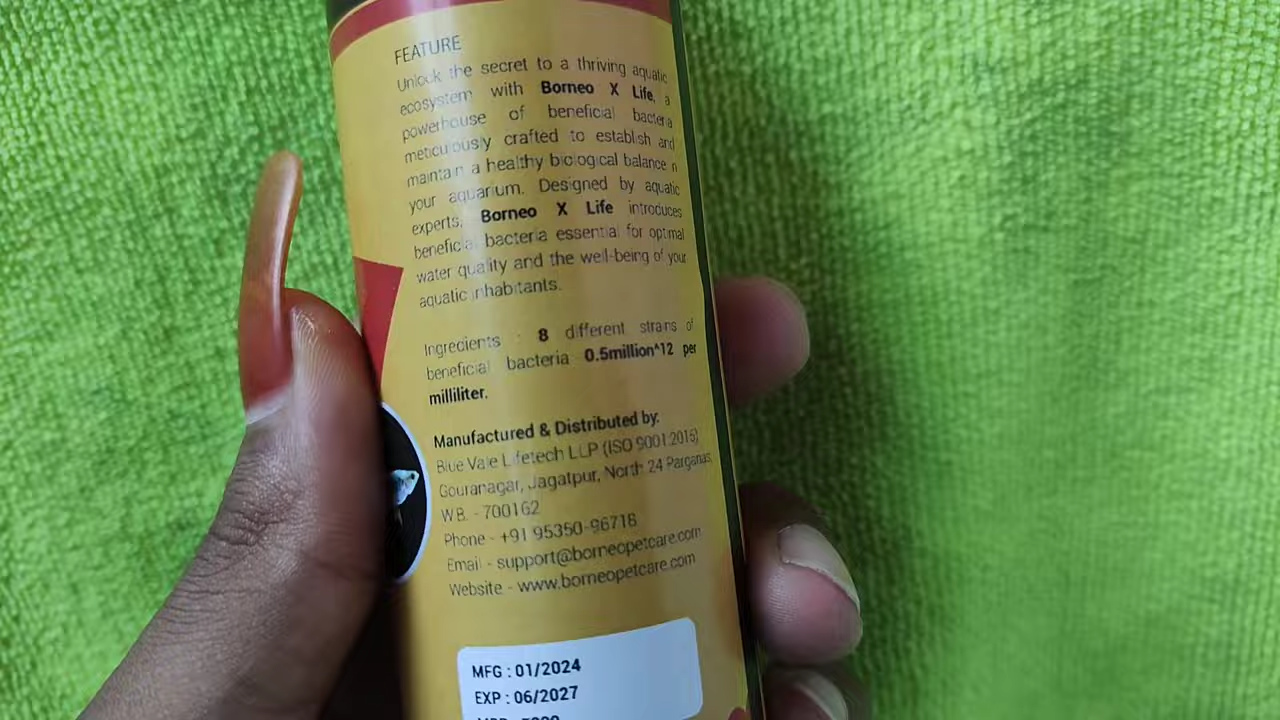 FEATURE
Unlock the secret to a thriving aquatic
ecosystem with Borneo X Life, a
powerhouse of beneficial bacteria
meticulously crafted to establish and
maintain a healthy biological balance in
your aquarium. Designed by aquatic
experts, Borneo X Life introduces
beneficial bacteria essential for optimal
water quality and the well-being of your
aquatic inhabitants.
Ingredients : 8 different strains of
beneficial bacteria 0.5million^12 per
milliliter.
Manufactured & Distributed by:
Blue Vale Lifetech LLP (ISO 9001:2015)
Gouranagar, Jagatpur, North 24 Parganas,
W.B. - 700162
Phone - +91 95350-96718
Email - support@borneopetcare.com
Website - www.borneopetcare.com
MFG : 01/2024
EXP : 06/2027